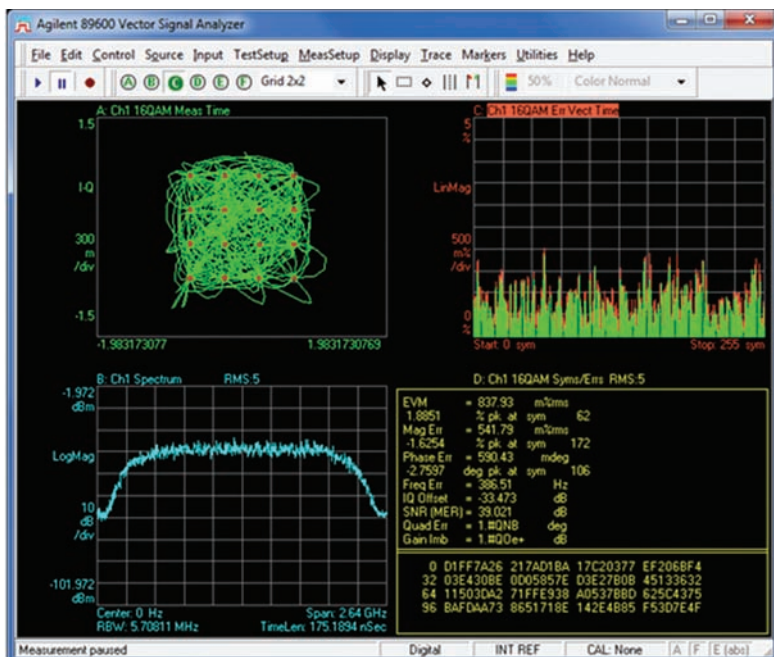 Agilent 89600 Vector Signal Analyzer
File Edit Control Source Input TestSetup MeasSetup Display Trace Markers Utilities Help
A B C D E F Grid 2x2 50% Color Normal
A: Ch1 16QAM Meas Time
1.5
I-Q
300
m
/div
-1.5
-1.983173077 1.9831730769
C: Ch1 16QAM Err Vect Time
5
%
LinMag
500
m%
/div
0
%
Start: 0 sym Stop: 255 sym
B: Ch1 Spectrum RMS:5
-1.972
dBm
LogMag
10
dB
/div
-101.972
dBm
Center: 0 Hz Span: 2.64 GHz
RBW: 5.70811 MHz TimeLen: 175.1894 nSec
D: Ch1 16QAM Syms/Errs RMS:5
EVM = 837.93 m%rms
1.8851 % pk at sym 62
Mag Err = 541.79 m%rms
-1.6254 % pk at sym 172
Phase Err = 590.43 mdeg
-2.7597 deg pk at sym 106
Freq Err = 386.51 Hz
IQ Offset = -33.473 dB
SNR (MER) = 39.021 dB
Quad Err = 1.#QNB deg
Gain Imb = 1.#QOe+ dB
0 D1FF7A26 217AD1BA 17C20377 EF206BF4
32 03E430BE 0D05857E D3E27B0B 45133632
64 11503DA2 71FFE938 A0537BBD 625C4375
96 BAFDAA73 8651718E 142E4B85 F53D7E4F
Measurement paused Digital INT REF CAL: None A F E (abs)